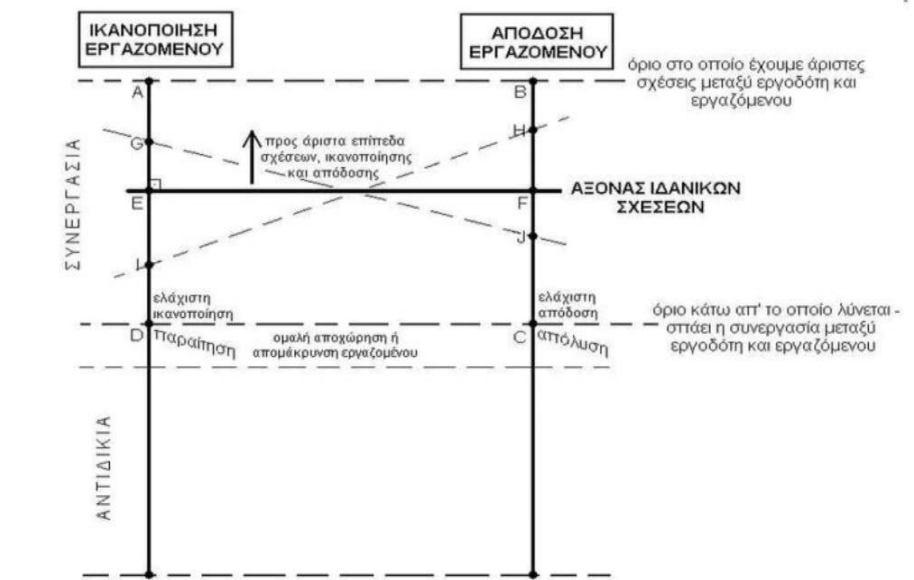 ΙΚΑΝΟΠΟΙΗΣΗ
ΕΡΓΑΖΟΜΕΝΟΥ
ΑΠΟΔΟΣΗ
ΕΡΓΑΖΟΜΕΝΟΥ
όριο στο οποίο έχουμε άριστες
σχέσεις μεταξύ εργοδότη και
εργαζόμενου
A
B
G
H
προς άριστα επίπεδα
σχέσεων, ικανοποίησης
και απόδοσης
ΣΥΝΕΡΓΑΣΙΑ
E
F
ΑΞΟΝΑΣ ΙΔΑΝΙΚΩΝ
ΣΧΕΣΕΩΝ
J
I
ελάχιστη
ικανοποίηση
ελάχιστη
απόδοση
όριο κάτω απ' το οποίο λύνεται -
σπάει η συνεργασία μεταξύ
εργοδότη και εργαζόμενου
D
παραίτηση
ομαλή αποχώρηση ή
απομάκρυνση εργαζομένου
C
απόλυση
ΑΝΤΙΔΙΚΙΑ